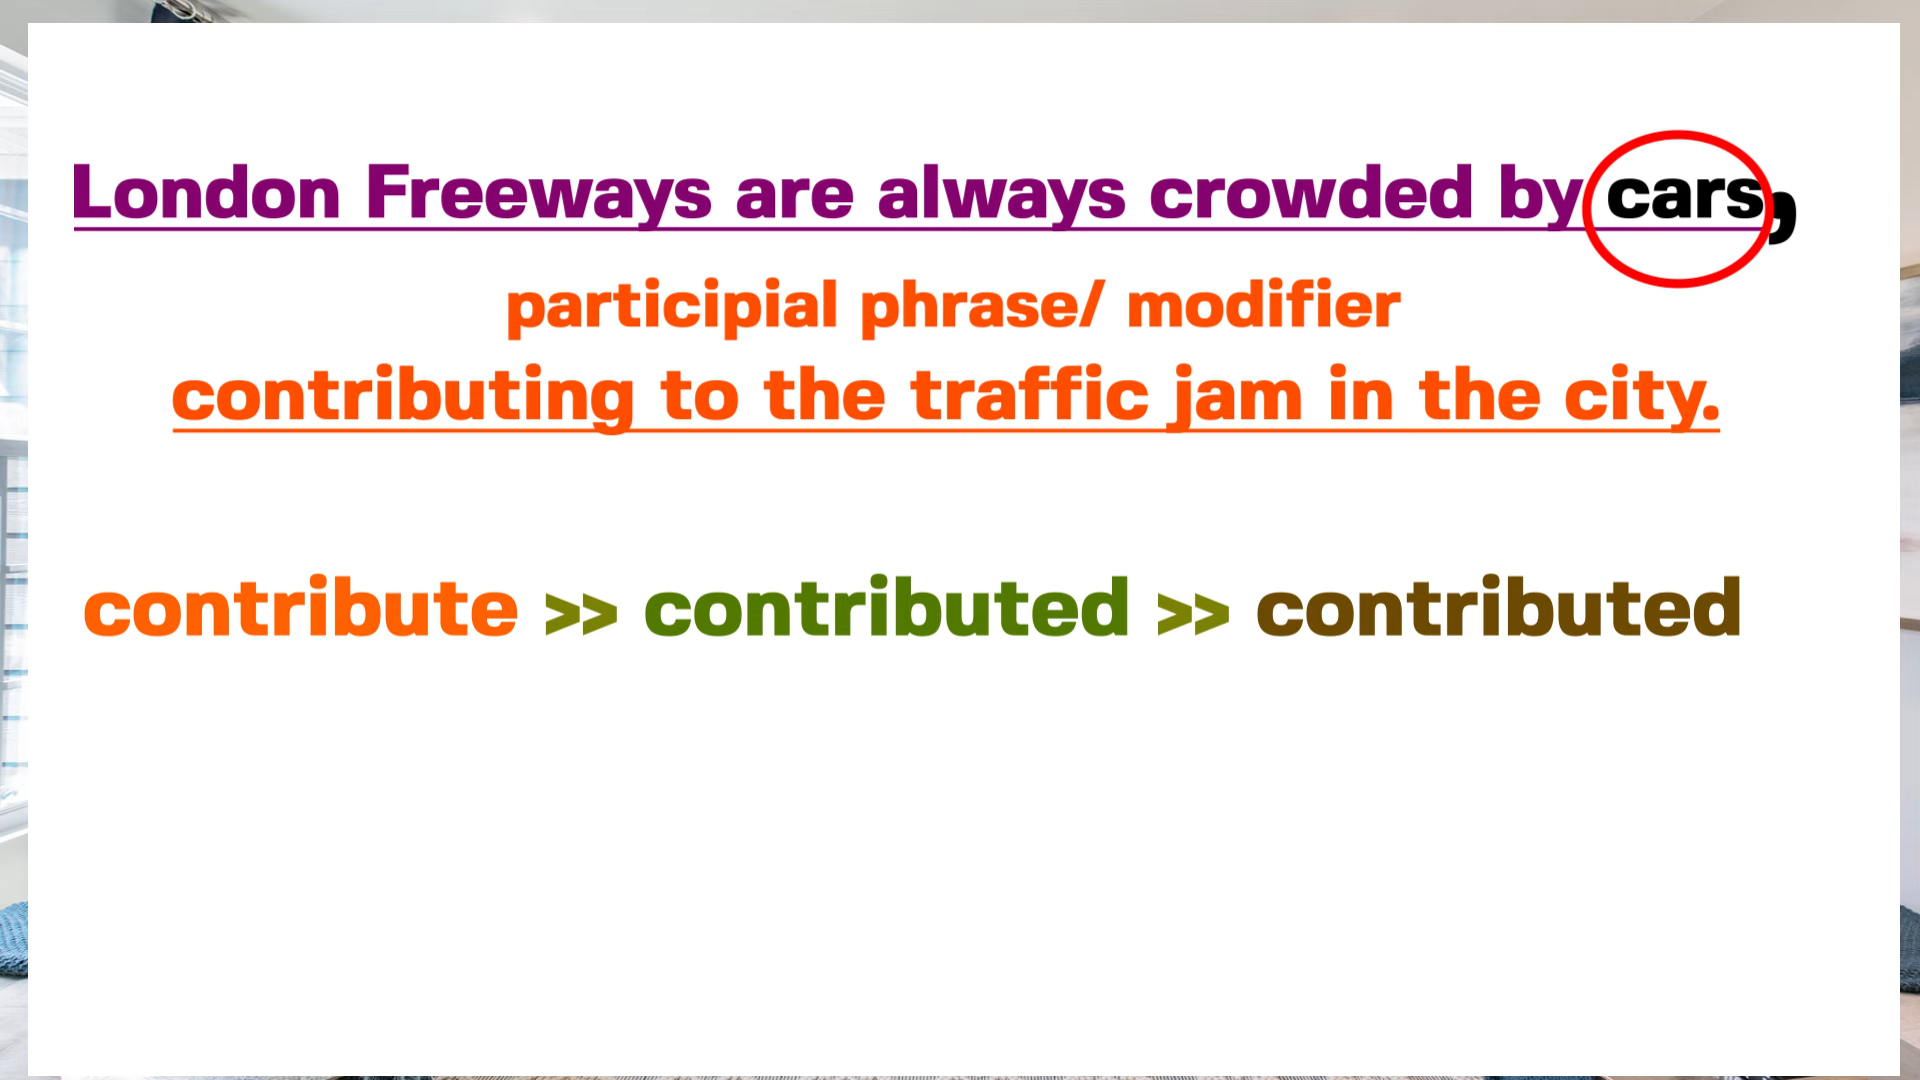 London Freeways are always crowded by cars,
participial phrase/ modifier
contributing to the traffic jam in the city.
contribute >> contributed >> contributed